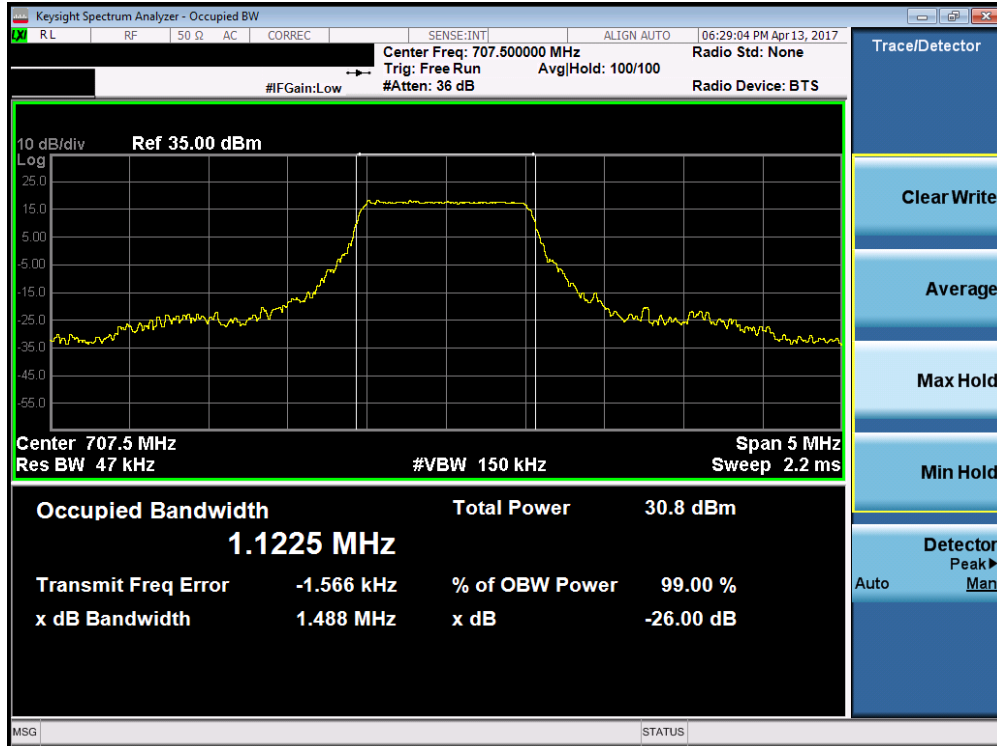 Keysight Spectrum Analyzer - Occupied BW
LXI RL RF 50 Ω AC CORREC SENSE:INT ALIGN AUTO 06:29:04 PM Apr 13, 2017
Center Freq: 707.500000 MHz Radio Std: None
Trig: Free Run Avg|Hold: 100/100
#IFGain:Low #Atten: 36 dB Radio Device: BTS
10 dB/div Ref 35.00 dBm
Log
25.0
15.0
5.00
-5.00
-15.0
-25.0
-35.0
-45.0
-55.0
Center 707.5 MHz Span 5 MHz
Res BW 47 kHz #VBW 150 kHz Sweep 2.2 ms
Occupied Bandwidth Total Power 30.8 dBm
1.1225 MHz
Transmit Freq Error -1.566 kHz % of OBW Power 99.00 %
x dB Bandwidth 1.488 MHz x dB -26.00 dB
MSG STATUS
Trace/Detector
Clear Write
Average
Max Hold
Min Hold
Detector
Peak▶
Auto Man